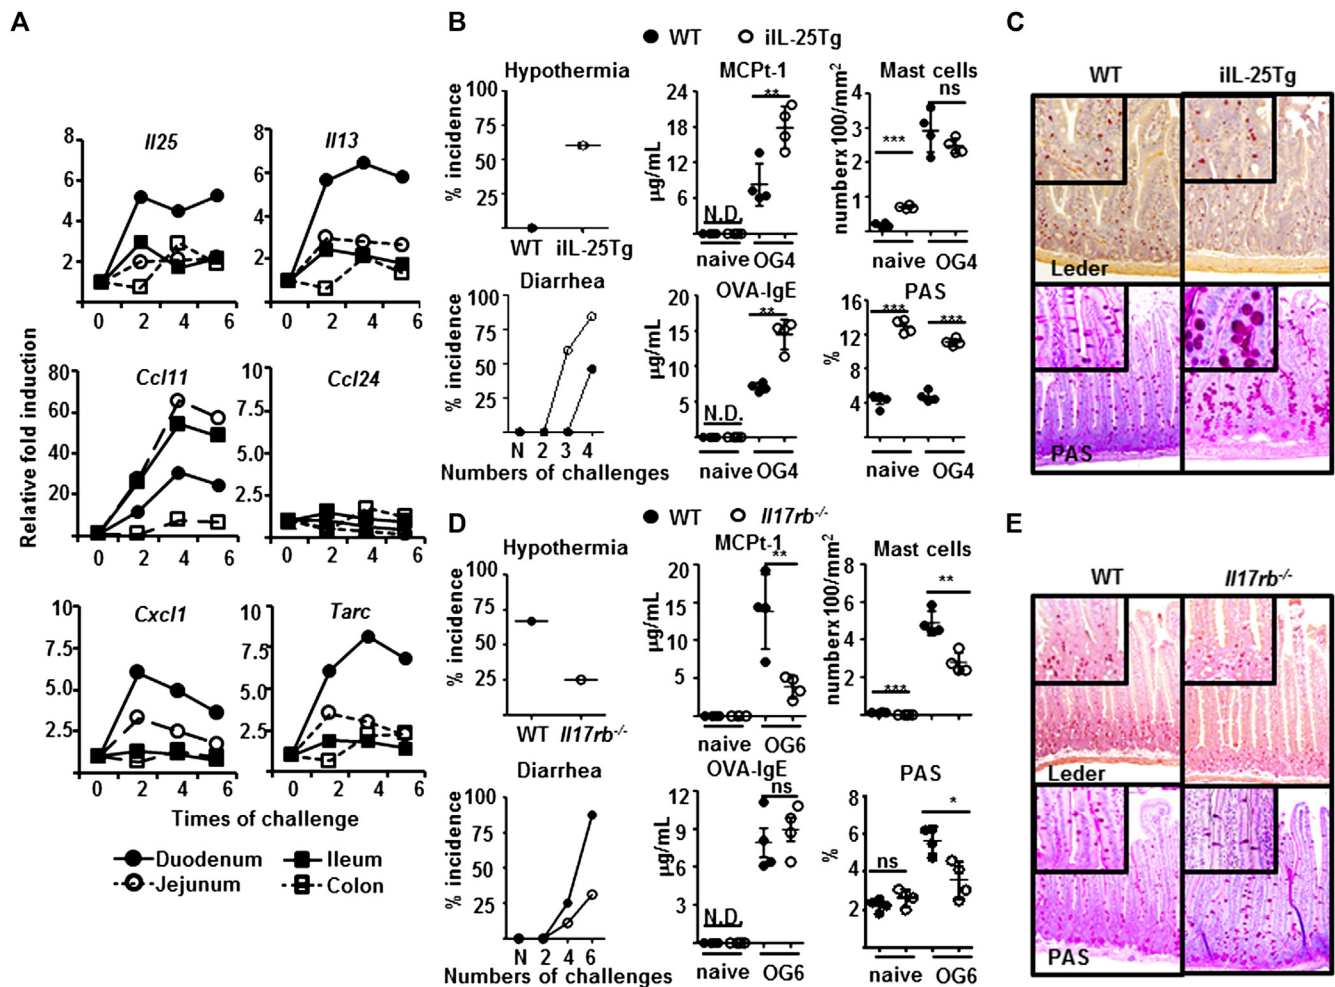 A
Relative fold induction
Il25
8
6
4
2
0 2 4 6
Il13
8
6
4
2
0 2 4 6
Ccl11
80
60
40
20
0 2 4 6
Ccl24
10
7.5
5.0
2.5
0 2 4 6
Cxcl1
10
7.5
5.0
2.5
0 2 4 6
Tarc
10
7.5
5.0
2.5
0 2 4 6
Times of challenge
Duodenum
Ileum
Jejunum
Colon
B
WT iIL-25Tg
Hypothermia
% incidence
100
75
50
25
WT iIL-25Tg
MCPt-1
µg/mL
24
18
12
6
**
N.D.
naive OG4
Mast cells
numberx100/mm²
4
3
2
1
***
ns
naive OG4
Diarrhea
% incidence
100
75
50
25
N 2 3 4
Numbers of challenges
OVA-IgE
µg/mL
20
15
10
5
**
N.D.
naive OG4
PAS
%
16
12
8
4
***
***
naive OG4
C
WT iIL-25Tg
Leder
PAS
D
WT Il17rb-/-
Hypothermia
% incidence
100
75
50
25
WT Il17rb-/-
MCPt-1
µg/mL
20
15
10
5
**
naive OG6
Mast cells
numberx100/mm²
8
6
4
2
***
**
naive OG6
Diarrhea
% incidence
100
75
50
25
N 2 4 6
Numbers of challenges
OVA-IgE
µg/mL
12
9
6
3
ns
N.D.
naive OG6
PAS
%
8
6
4
2
ns
*
naive OG6
E
WT Il17rb-/-
Leder
PAS